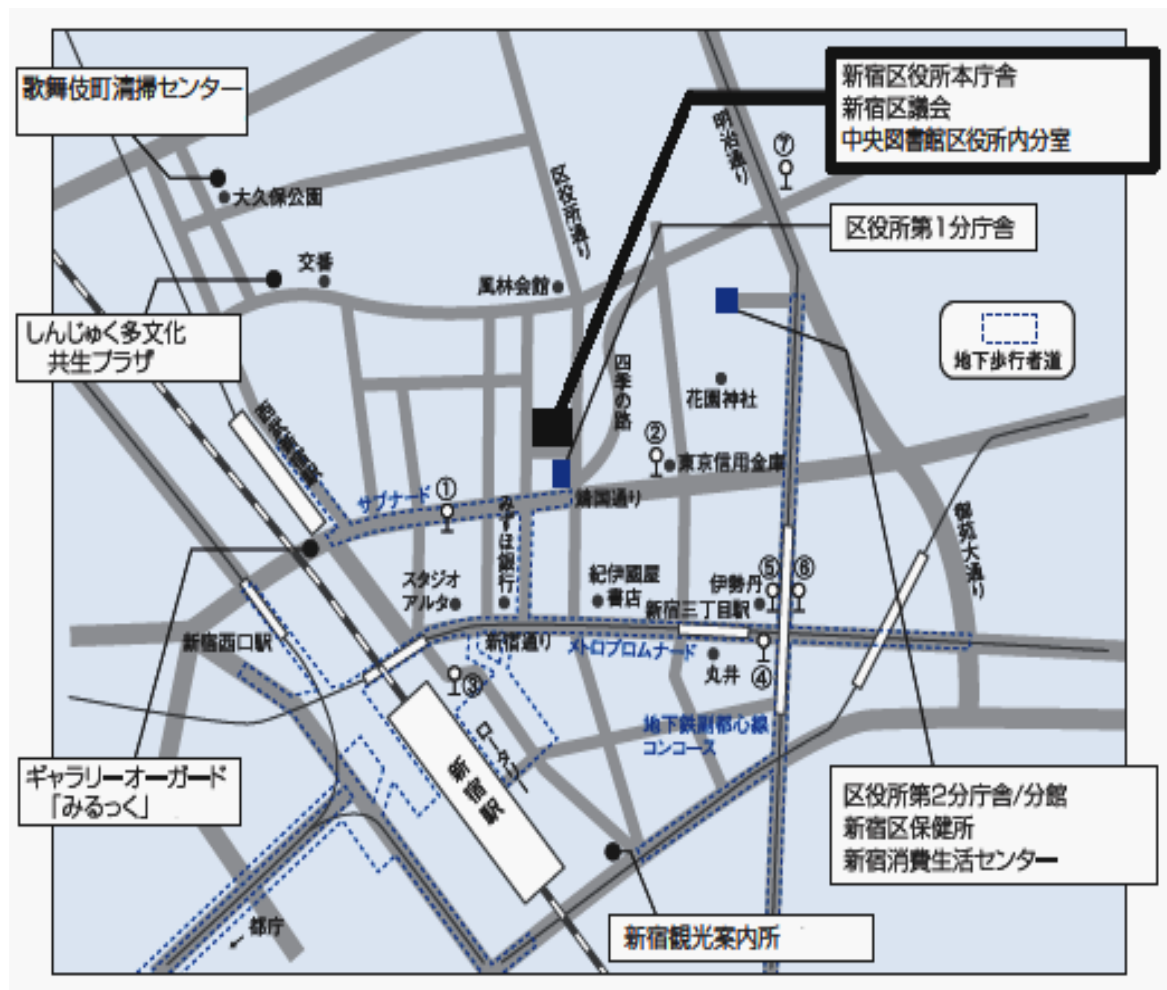 歌舞伎町清掃センター
新宿区役所本庁舎
新宿区議会
中央図書館区役所内分室
明治通り
⑦
区役所通り
大久保公園
区役所第1分庁舎
交番
風林会館
しんじゅく多文化
共生プラザ
地下歩行者道
四季の路
花園神社
西武新宿駅
②
東京信用金庫
サブナード
①
靖国通り
みずほ銀行
御苑大通り
スタジオ
アルタ
紀伊國屋
書店
伊勢丹
⑤
⑥
新宿三丁目駅
新宿西口駅
新宿通り
メトロプロムナード
丸井
④
③
ロータリー
地下鉄副都心線
コンコース
新宿駅
ギャラリーオーガード
「みるっく」
区役所第2分庁舎/分館
新宿区保健所
新宿消費生活センター
都庁
新宿観光案内所